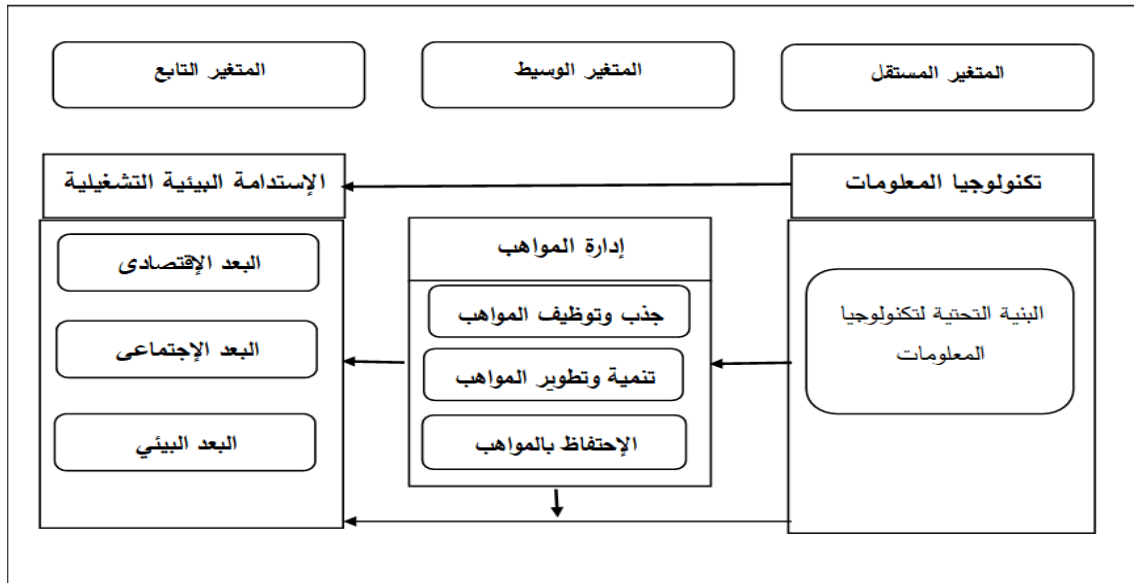 المتغير المستقل
المتغير الوسيط
المتغير التابع
تكنولوجيا المعلومات
الإستدامة البيئية التشغيلية
البنية التحتية لتكنولوجيا
المعلومات
إدارة المواهب
جذب وتوظيف المواهب
تنمية وتطوير المواهب
الإحتفاظ بالمواهب
البعد الإقتصادى
البعد الإجتماعى
البعد البيئي